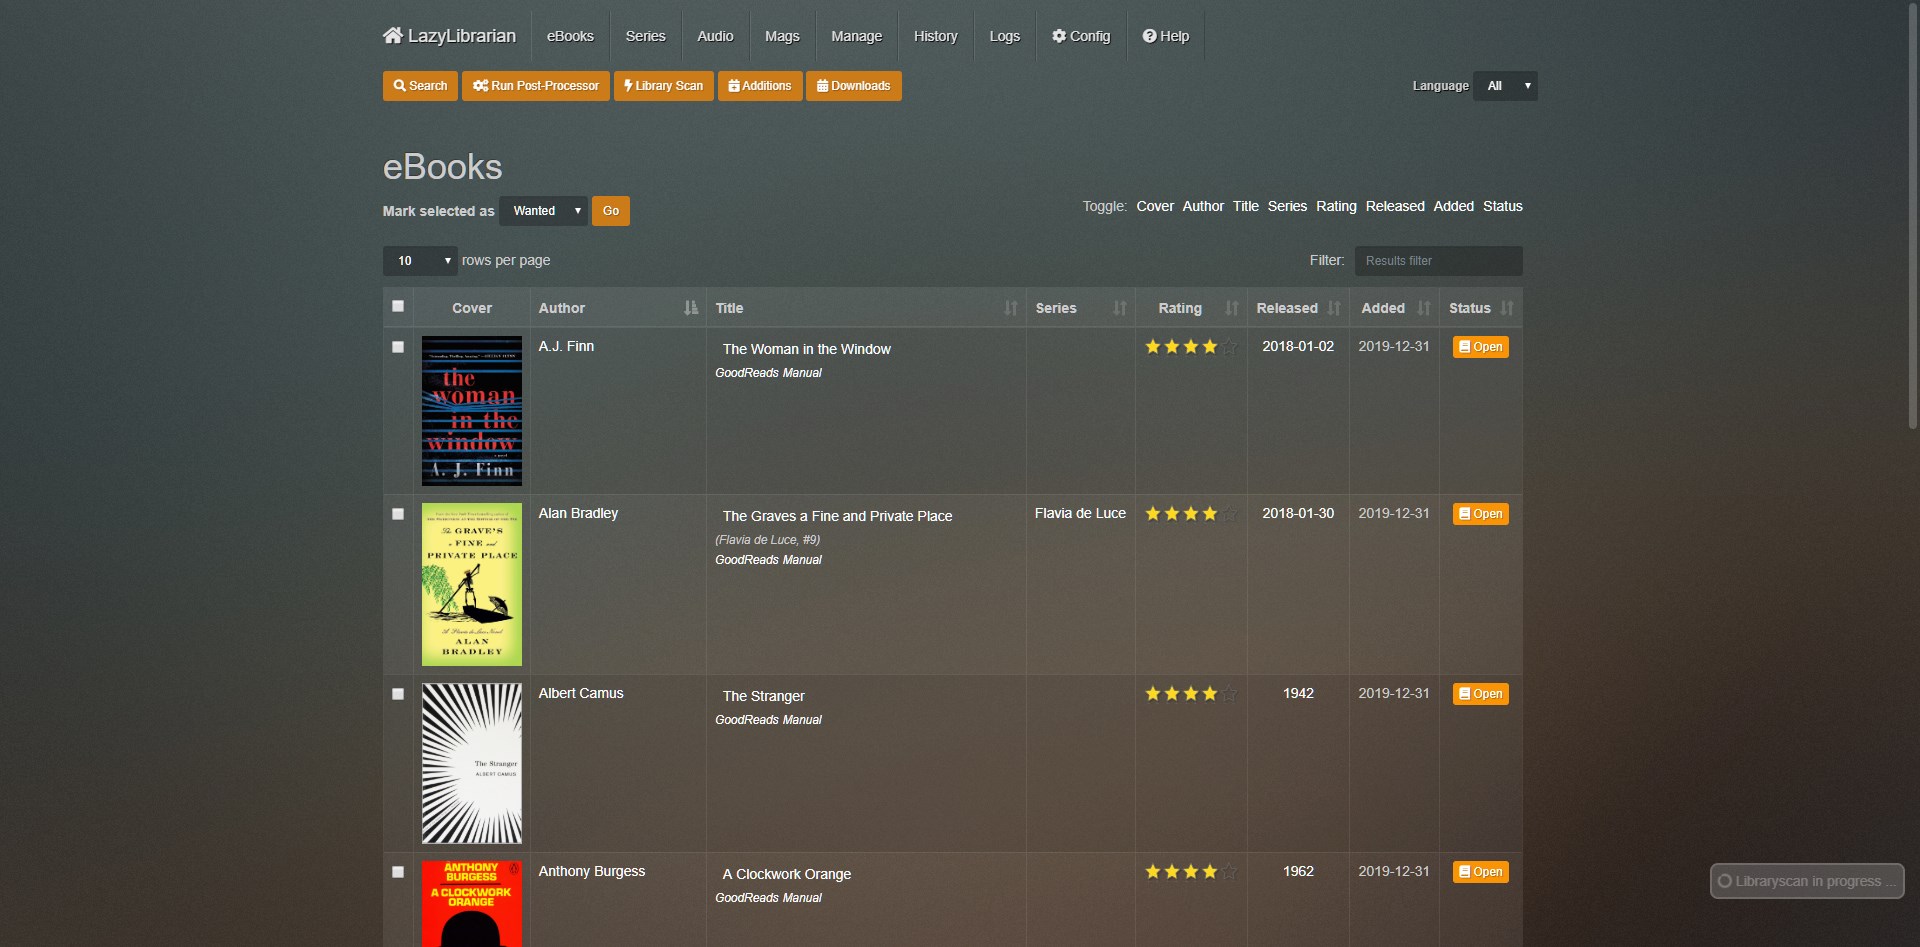 LazyLibrarian eBooks Series Audio Mags Manage History Logs Config Help
Search Run Post-Processor Library Scan Additions Downloads Language All
eBooks
Mark selected as Wanted Go Toggle: Cover Author Title Series Rating Released Added Status
10 rows per page Filter: Results filter
Cover Author Title Series Rating Released Added Status
A.J. Finn The Woman in the Window 2018-01-02 2019-12-31 Open
GoodReads Manual
the
woman
in the
window
a novel
A. J. Finn
Alan Bradley The Graves a Fine and Private Place Flavia de Luce 2018-01-30 2019-12-31 Open
(Flavia de Luce, #9)
GoodReads Manual
The GRAVE'S
a FINE and
PRIVATE PLACE
A Flavia de Luce Novel
ALAN
BRADLEY
Albert Camus The Stranger 1942 2019-12-31 Open
GoodReads Manual
The Stranger
ALBERT CAMUS
Anthony Burgess A Clockwork Orange 1962 2019-12-31 Open
GoodReads Manual
ANTHONY
BURGESS
A CLOCKWORK
ORANGE
Libraryscan in progress ...